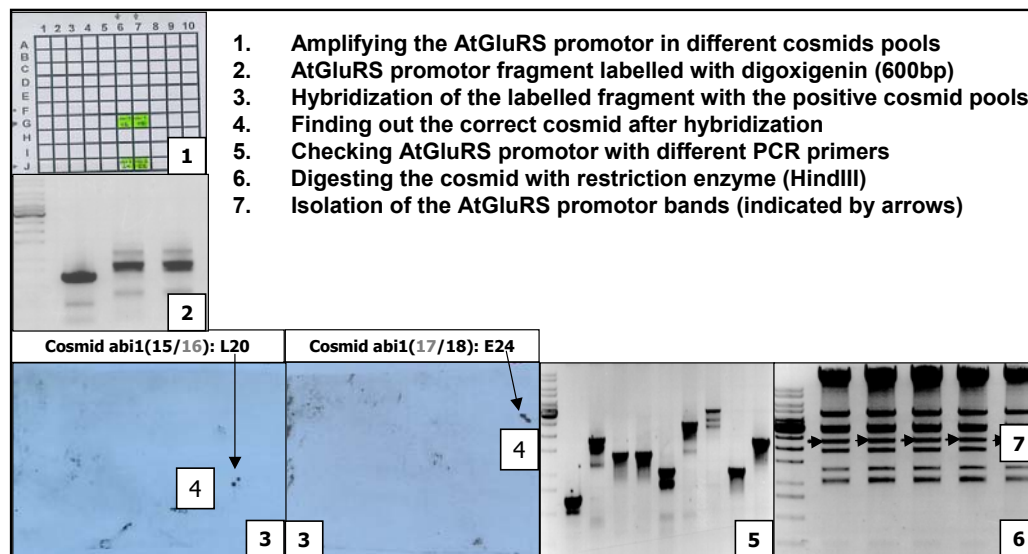 1 2 3 4 5 6 7 8 9 10
A
B
C
D
E
F
G
H
I
J
1
1. Amplifying the AtGluRS promotor in different cosmids pools
2. AtGluRS promotor fragment labelled with digoxigenin (600bp)
3. Hybridization of the labelled fragment with the positive cosmid pools
4. Finding out the correct cosmid after hybridization
5. Checking AtGluRS promotor with different PCR primers
6. Digesting the cosmid with restriction enzyme (HindIII)
7. Isolation of the AtGluRS promotor bands (indicated by arrows)
2
Cosmid abi1(15/16): L20
Cosmid abi1(17/18): E24
4
4
7
3
3
5
6